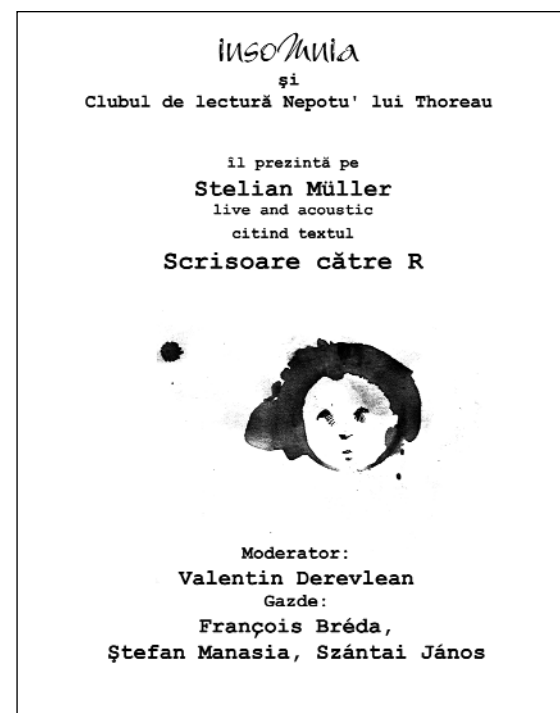 insomnia
şi
Clubul de lectură Nepotu' lui Thoreau
îl prezintă pe
Stelian Müller
live and acoustic
citind textul
Scrisoare către R
Moderator:
Valentin Derevlean
Gazde:
François Bréda,
Ştefan Manasia, Szántai János